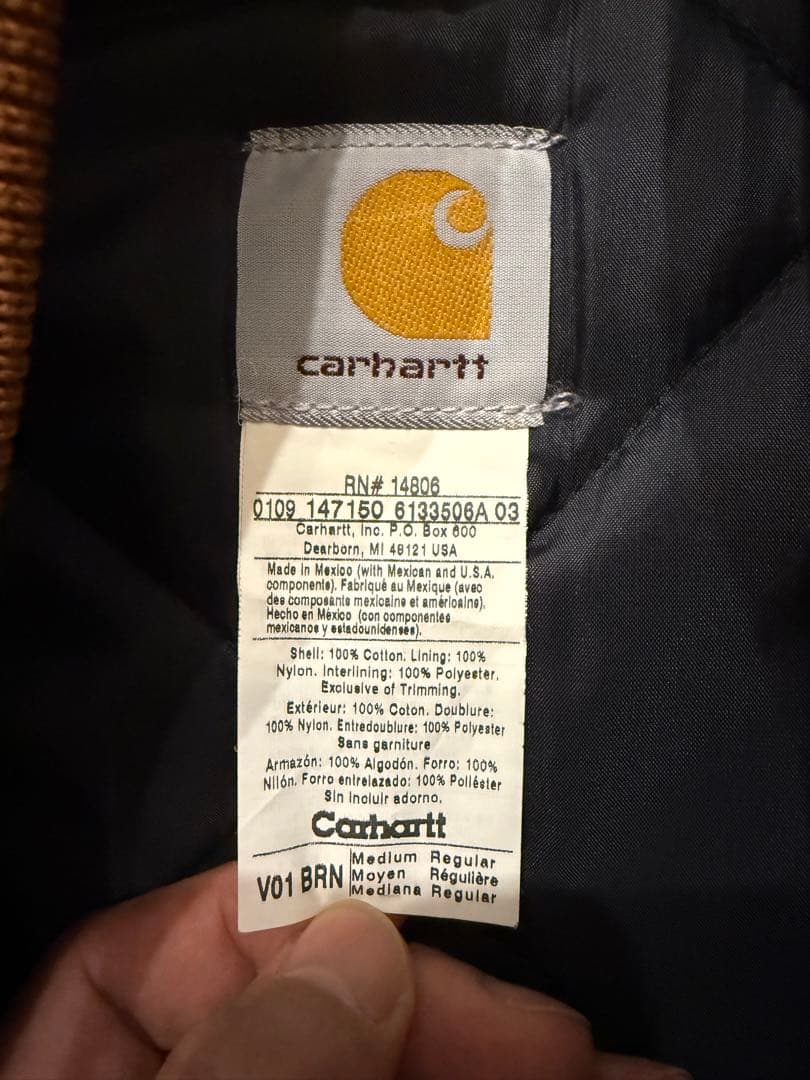 carhartt
RN# 14806
0109 147150 6133506A 03
Carhartt, Inc. P.O. Box 600
Dearborn, MI 48121 USA
Made in Mexico (with Mexican and U.S.A.
components). Fabriqué au Mexique (avec
des composants mexicains et américains).
Hecho en México (con componentes
mexicanos y estadounidenses).
Shell: 100% Cotton. Lining: 100%
Nylon. Interlining: 100% Polyester.
Exclusive of Trimming.
Extérieur: 100% Coton. Doublure:
100% Nylon. Entredoublure: 100% Polyester
Sans garniture
Armazón: 100% Algodón. Forro: 100%
Nilón. Forro entrelazado: 100% Poliéster
Sin incluir adorno.
Carhartt
V01 BRN
Medium Regular
Moyen Régulière
Mediana Regular